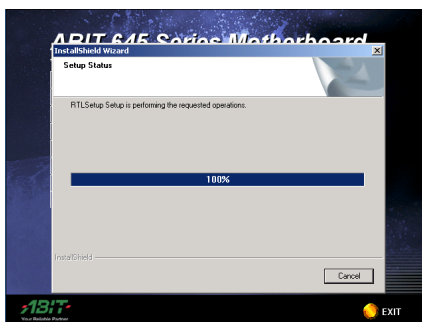 ABIT 645 Series Motherboard
InstallShield Wizard
Setup Status
RTLSetup Setup is performing the requested operations.
100%
InstallShield
Cancel
ABIT
Your Reliable Partner
EXIT